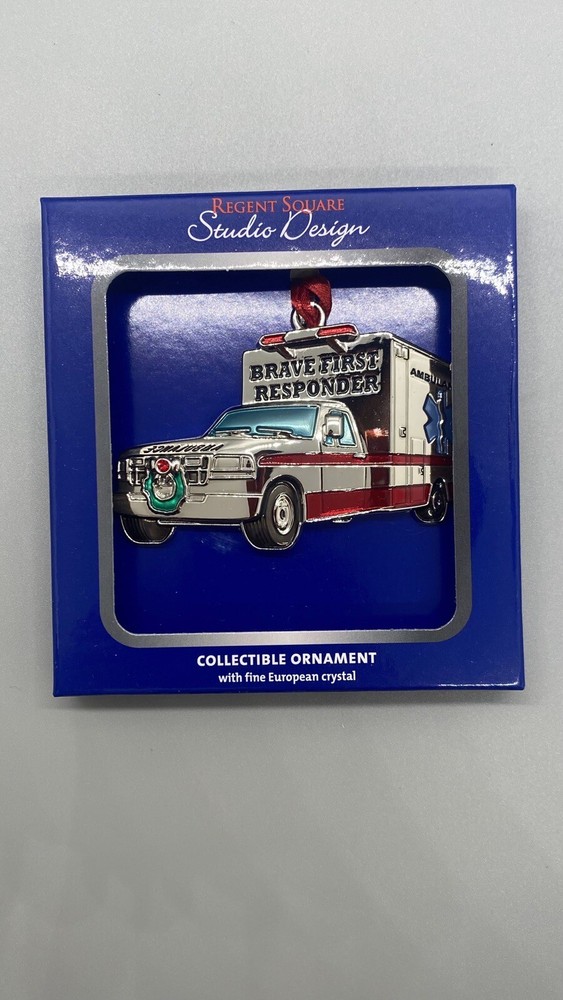 REGENT SQUARE
Studio Design
BRAVE FIRST
RESPONDER
COLLECTIBLE ORNAMENT
with fine European crystal